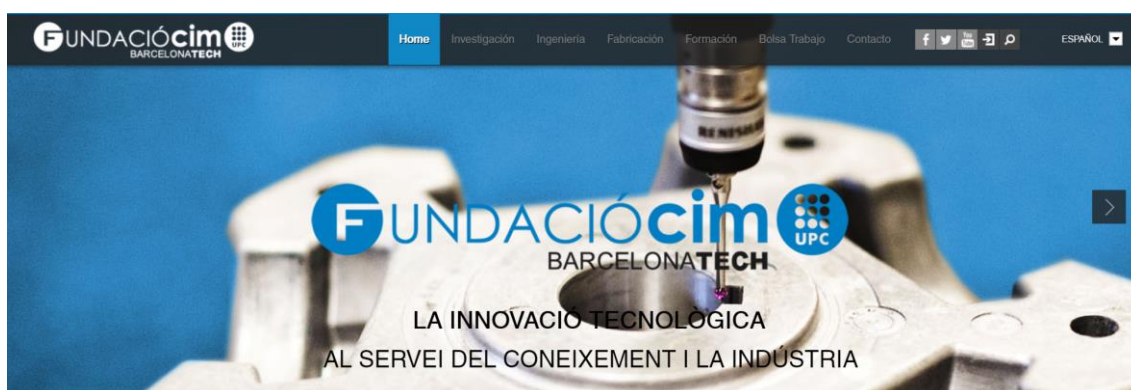 FUNDACIÓcim UPC
BARCELONATECH
Home Investigación Ingeniería Fabricación Formación Bolsa Trabajo Contacto
ESPAÑOL
FUNDACIÓcim UPC
BARCELONATECH
LA INNOVACIÓ TECNOLÒGICA
AL SERVEI DEL CONEIXEMENT I LA INDÚSTRIA